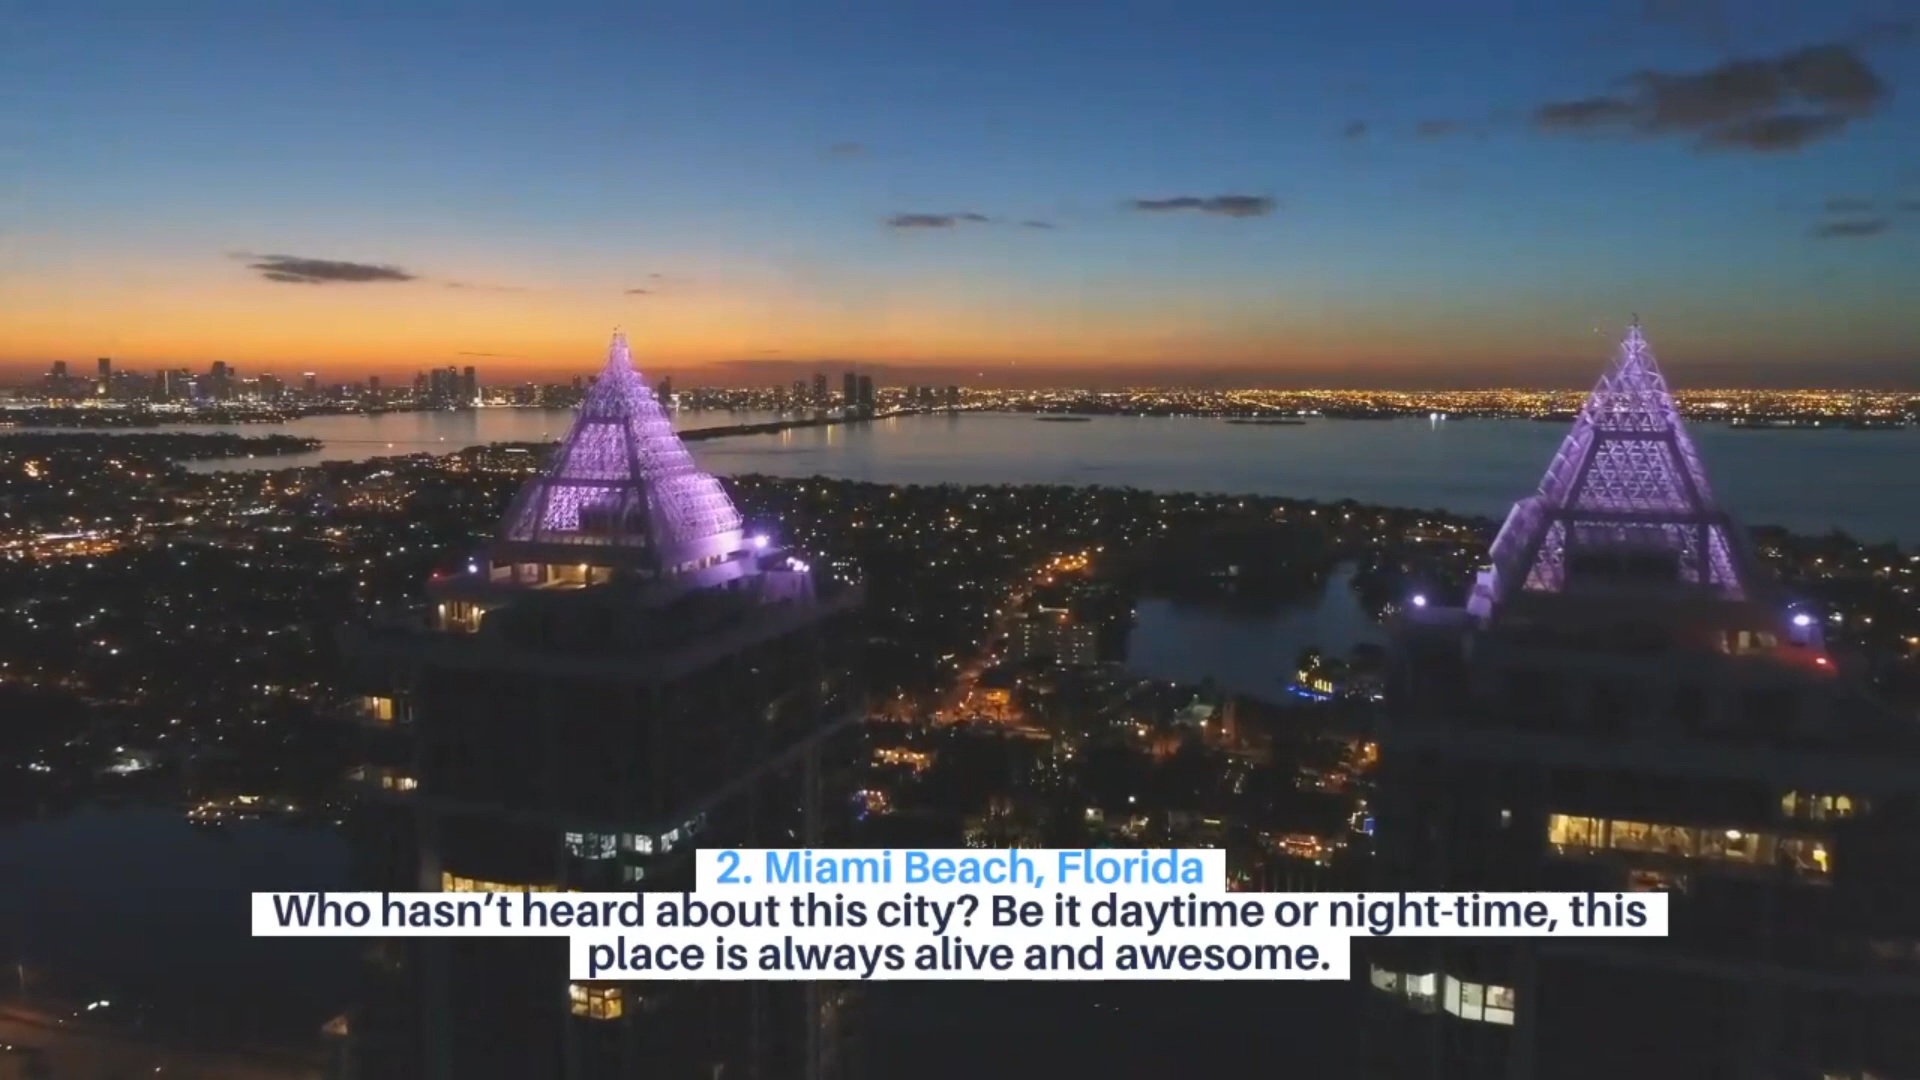 2. Miami Beach, Florida
Who hasn’t heard about this city? Be it daytime or night-time, this
place is always alive and awesome.